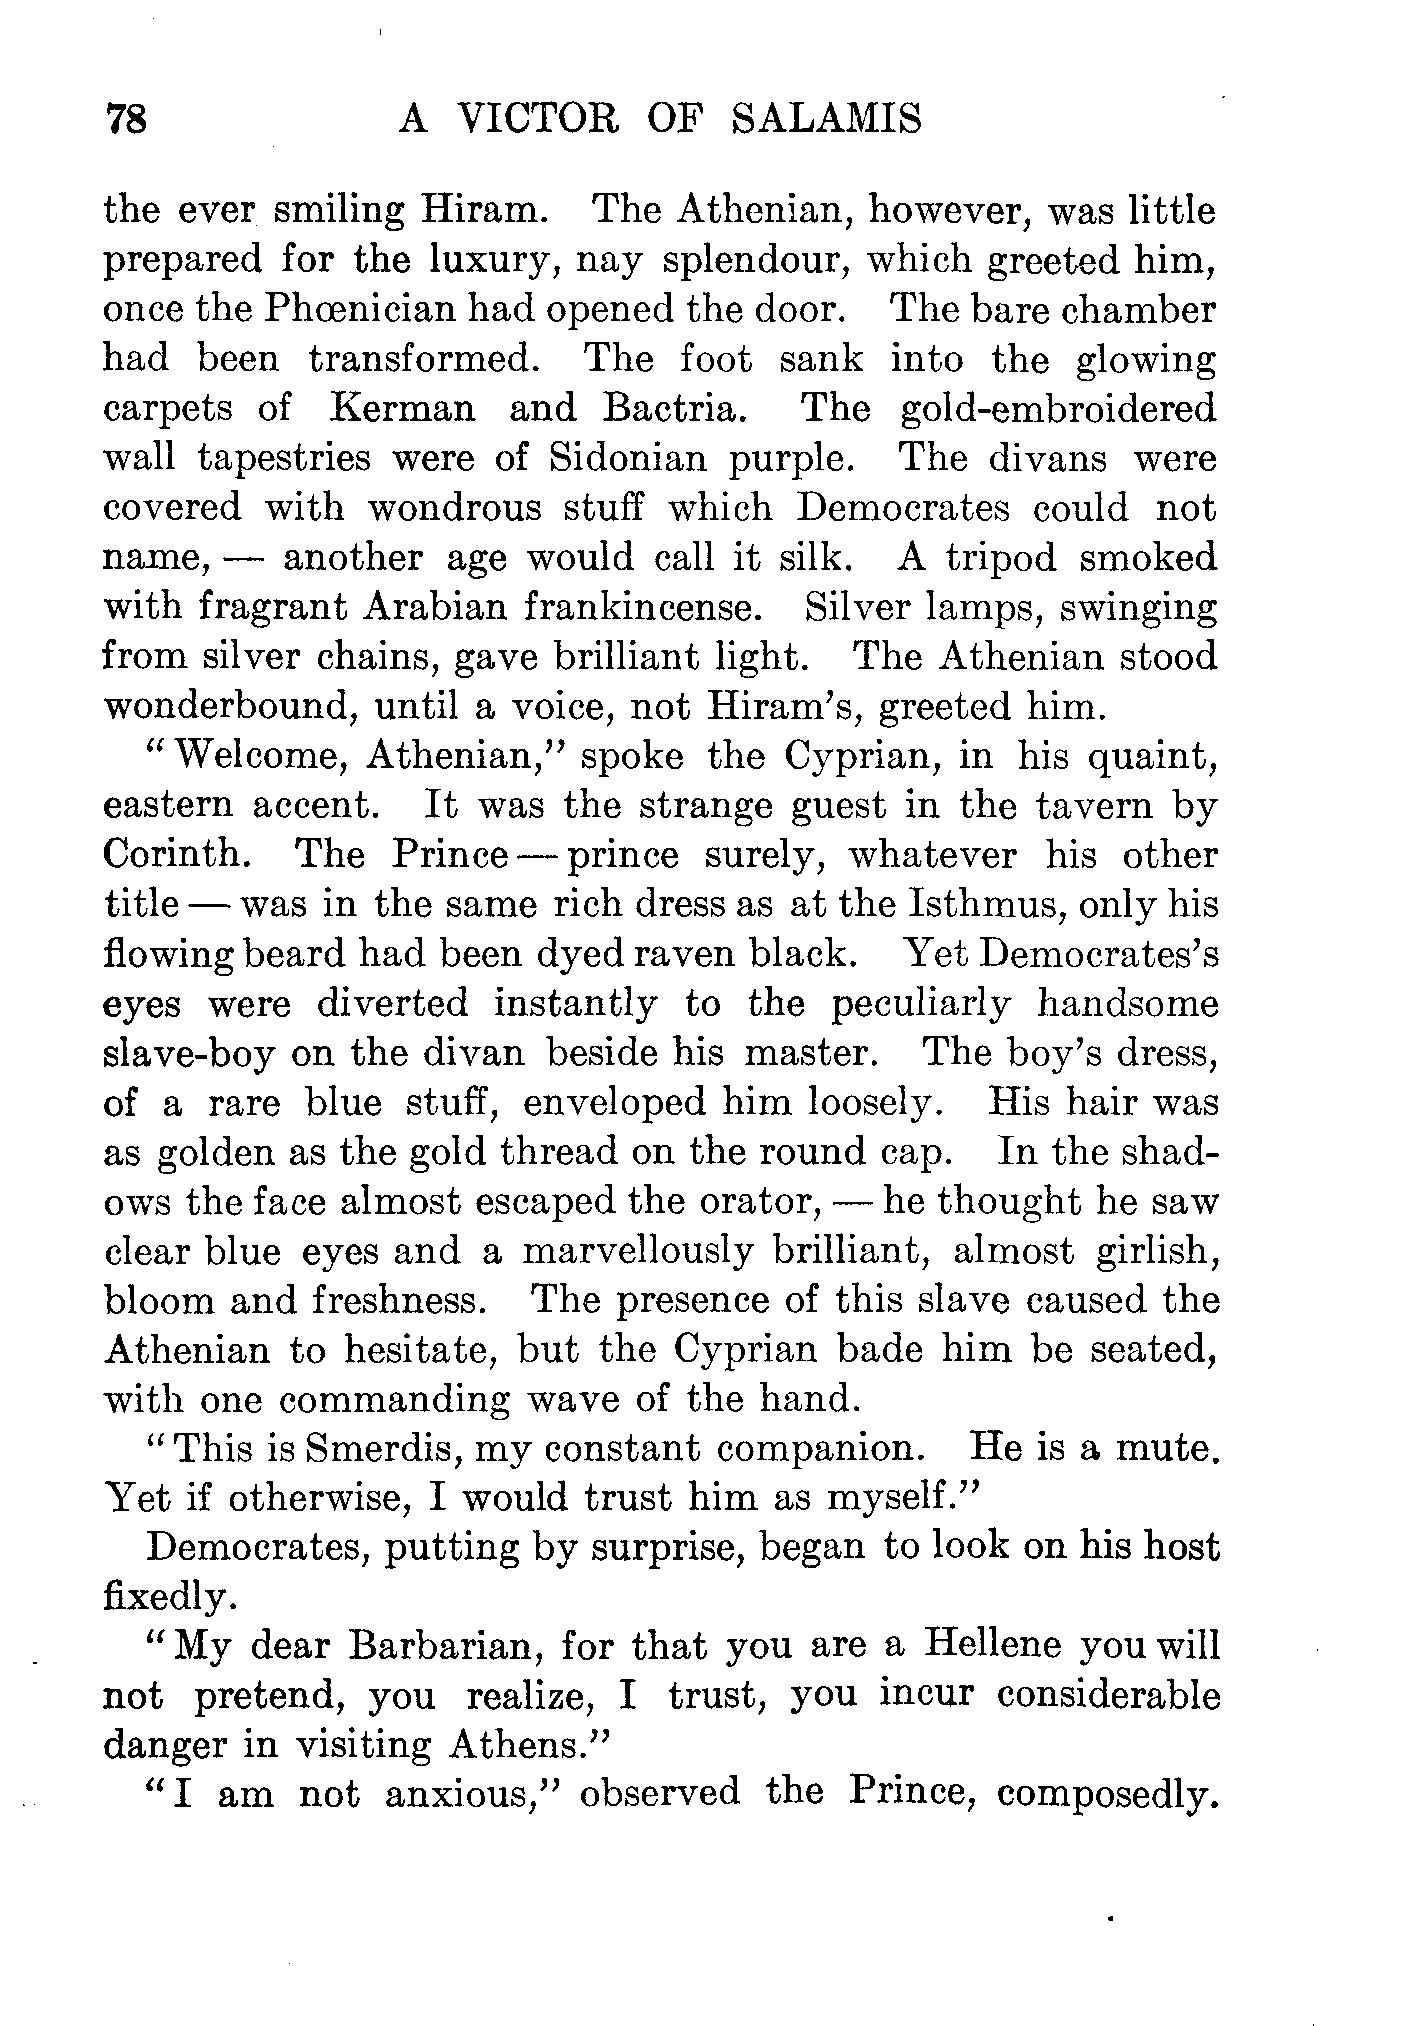 78 A VICTOR OF SALAMIS
the ever smiling Hiram. The Athenian, however, was little
prepared for the luxury, nay splendour, which greeted him,
once the Phœnician had opened the door. The bare chamber
had been transformed. The foot sank into the glowing
carpets of Kerman and Bactria. The gold-embroidered
wall tapestries were of Sidonian purple. The divans were
covered with wondrous stuff which Democrates could not
name, — another age would call it silk. A tripod smoked
with fragrant Arabian frankincense. Silver lamps, swinging
from silver chains, gave brilliant light. The Athenian stood
wonderbound, until a voice, not Hiram's, greeted him.
"Welcome, Athenian," spoke the Cyprian, in his quaint,
eastern accent. It was the strange guest in the tavern by
Corinth. The Prince — prince surely, whatever his other
title — was in the same rich dress as at the Isthmus, only his
flowing beard had been dyed raven black. Yet Democrates's
eyes were diverted instantly to the peculiarly handsome
slave-boy on the divan beside his master. The boy's dress,
of a rare blue stuff, enveloped him loosely. His hair was
as golden as the gold thread on the round cap. In the shad-
ows the face almost escaped the orator, — he thought he saw
clear blue eyes and a marvellously brilliant, almost girlish,
bloom and freshness. The presence of this slave caused the
Athenian to hesitate, but the Cyprian bade him be seated,
with one commanding wave of the hand.
"This is Smerdis, my constant companion. He is a mute.
Yet if otherwise, I would trust him as myself."
Democrates, putting by surprise, began to look on his host
fixedly.
"My dear Barbarian, for that you are a Hellene you will
not pretend, you realize, I trust, you incur considerable
danger in visiting Athens."
"I am not anxious," observed the Prince, composedly.